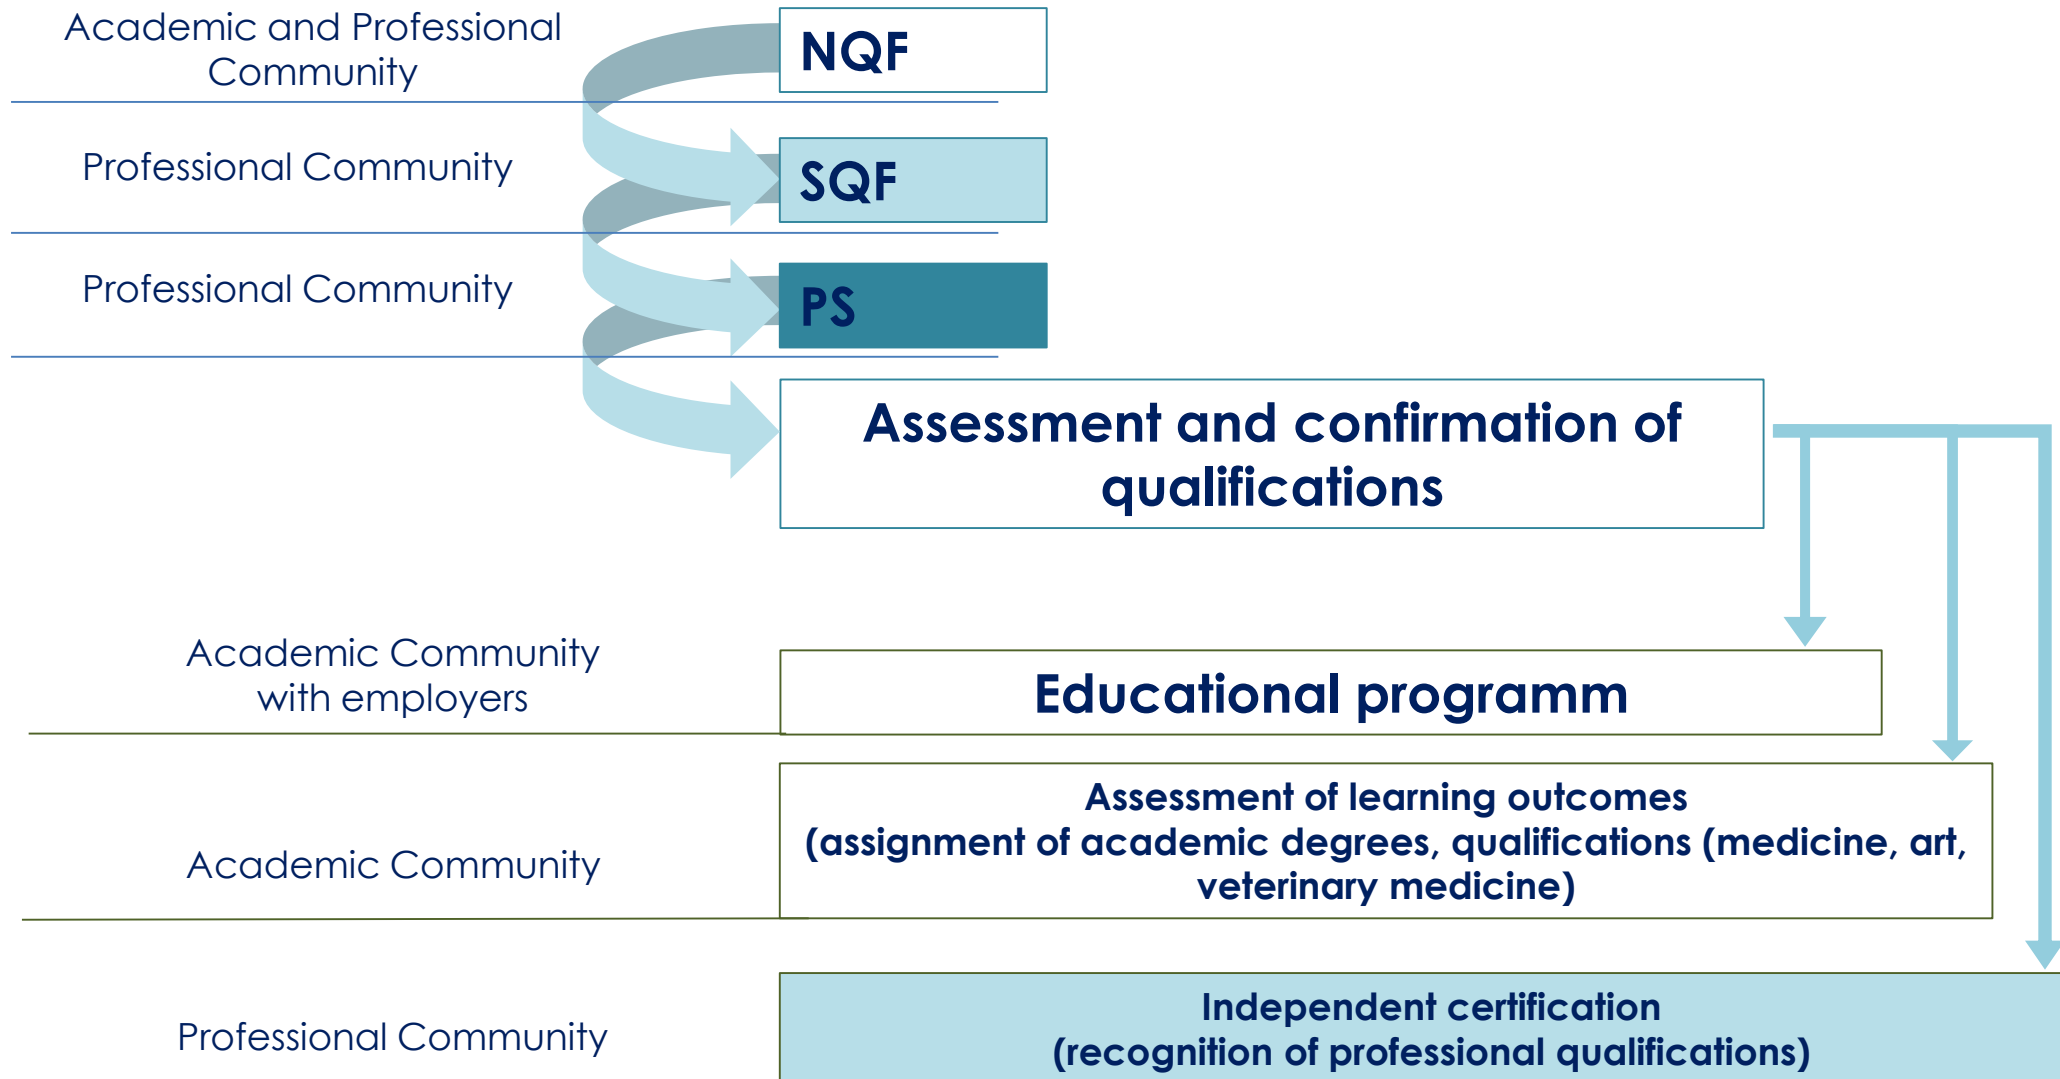 Academic and Professional
Community
NQF
Professional Community
SQF
Professional Community
PS
Assessment and confirmation of
qualifications
Academic Community
with employers
Educational programm
Academic Community
Assessment of learning outcomes
(assignment of academic degrees, qualifications (medicine, art,
veterinary medicine)
Professional Community
Independent certification
(recognition of professional qualifications)